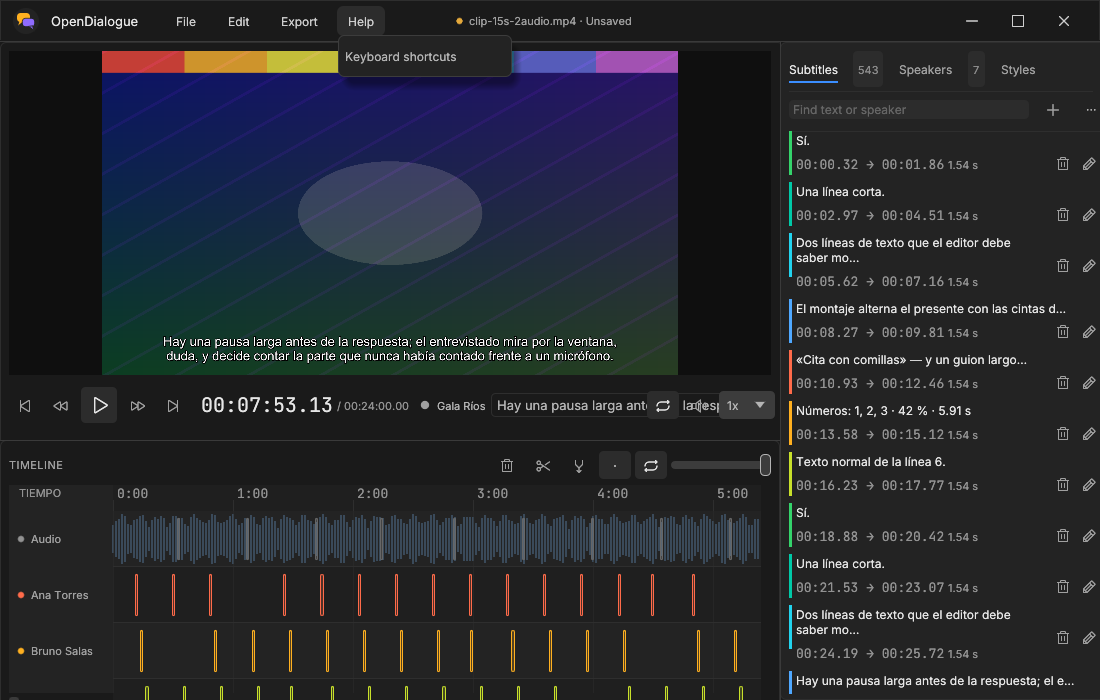 OpenDialogue
File
Edit
Export
Help
clip-15s-2audio.mp4 · Unsaved
Keyboard shortcuts
Hay una pausa larga antes de la respuesta; el entrevistado mira por la ventana,
duda, y decide contar la parte que nunca había contado frente a un micrófono.
00:07:53.13 / 00:24:00.00
Gala Ríos
Hay una pausa larga ant
1x
TIMELINE
TIEMPO
0:00
1:00
2:00
3:00
4:00
5:00
Audio
Ana Torres
Bruno Salas
Subtitles
543
Speakers
7
Styles
Find text or speaker
Sí.
00:00.32 → 00:01.86 1.54 s
Una línea corta.
00:02.97 → 00:04.51 1.54 s
Dos líneas de texto que el editor debe
saber mo...
00:05.62 → 00:07.16 1.54 s
El montaje alterna el presente con las cintas d...
00:08.27 → 00:09.81 1.54 s
«Cita con comillas» — y un guion largo...
00:10.93 → 00:12.46 1.54 s
Números: 1, 2, 3 · 42 % · 5.91 s
00:13.58 → 00:15.12 1.54 s
Texto normal de la línea 6.
00:16.23 → 00:17.77 1.54 s
Sí.
00:18.88 → 00:20.42 1.54 s
Una línea corta.
00:21.53 → 00:23.07 1.54 s
Dos líneas de texto que el editor debe
saber mo...
00:24.19 → 00:25.72 1.54 s
Hay una pausa larga antes de la respuesta; el e...